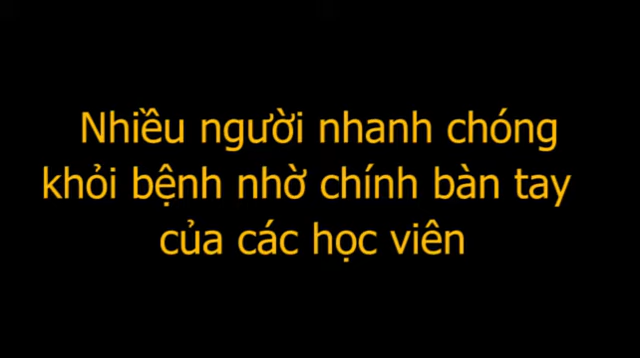 Nhiều người nhanh chóng
khỏi bệnh nhờ chính bàn tay
của các học viên